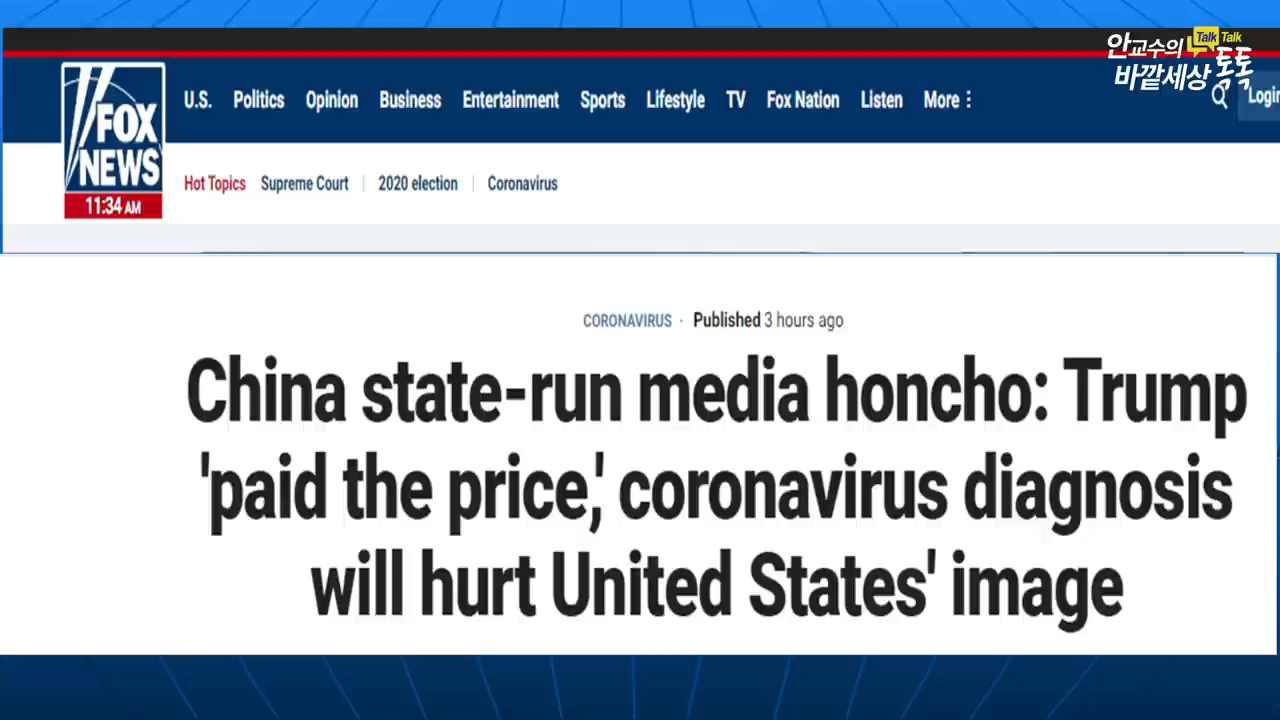 안교수의 Talk Talk
바깥세상 톡톡
FOX
NEWS
11:34 AM
U.S. Politics Opinion Business Entertainment Sports Lifestyle TV Fox Nation Listen More
Login
Hot Topics Supreme Court 2020 election Coronavirus
CORONAVIRUS · Published 3 hours ago
China state-run media honcho: Trump
'paid the price,' coronavirus diagnosis
will hurt United States' image